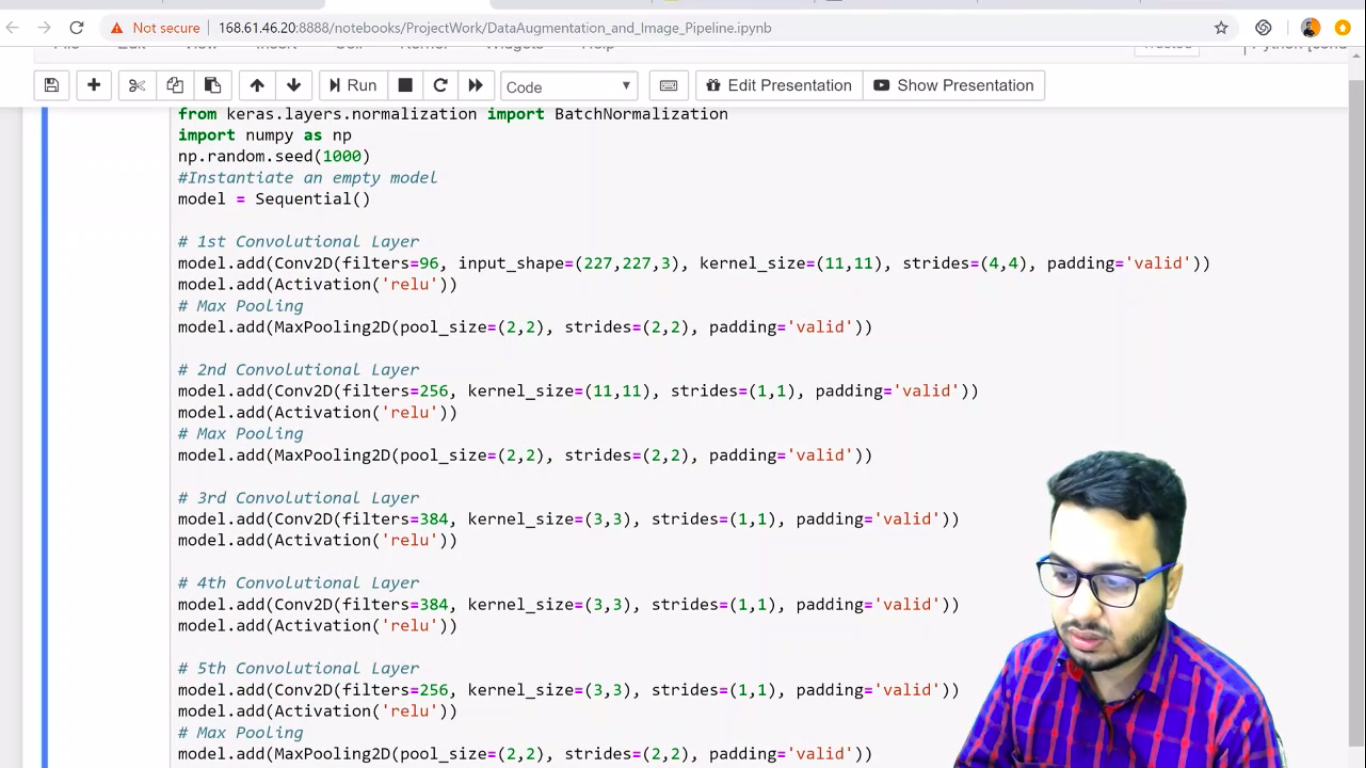 Not secure | 168.61.46.20:8888/notebooks/ProjectWork/DataAugmentation_and_Image_Pipeline.ipynb
File Edit View Insert Cell Kernel Widgets Help Trusted
Run Code Edit Presentation Show Presentation
from keras.layers.normalization import BatchNormalization
import numpy as np
np.random.seed(1000)
#Instantiate an empty model
model = Sequential()
# 1st Convolutional Layer
model.add(Conv2D(filters=96, input_shape=(227,227,3), kernel_size=(11,11), strides=(4,4), padding='valid'))
model.add(Activation('relu'))
# Max Pooling
model.add(MaxPooling2D(pool_size=(2,2), strides=(2,2), padding='valid'))
# 2nd Convolutional Layer
model.add(Conv2D(filters=256, kernel_size=(11,11), strides=(1,1), padding='valid'))
model.add(Activation('relu'))
# Max Pooling
model.add(MaxPooling2D(pool_size=(2,2), strides=(2,2), padding='valid'))
# 3rd Convolutional Layer
model.add(Conv2D(filters=384, kernel_size=(3,3), strides=(1,1), padding='valid'))
model.add(Activation('relu'))
# 4th Convolutional Layer
model.add(Conv2D(filters=384, kernel_size=(3,3), strides=(1,1), padding='valid'))
model.add(Activation('relu'))
# 5th Convolutional Layer
model.add(Conv2D(filters=256, kernel_size=(3,3), strides=(1,1), padding='valid'))
model.add(Activation('relu'))
# Max Pooling
model.add(MaxPooling2D(pool_size=(2,2), strides=(2,2), padding='valid'))